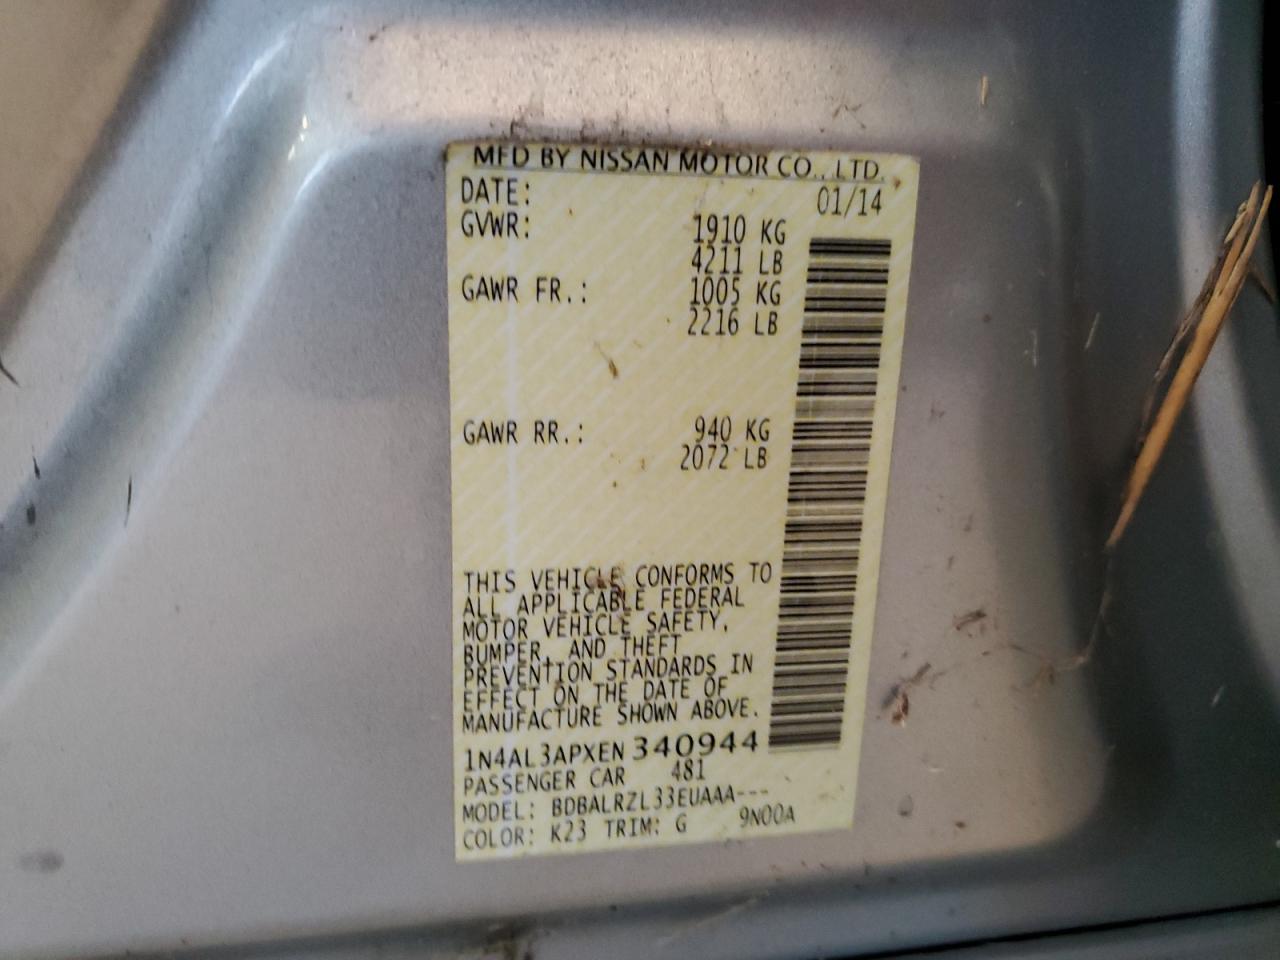 MFD BY NISSAN MOTOR CO., LTD.
DATE: 01/14
GVWR: 1910 KG
4211 LB
GAWR FR.: 1005 KG
2216 LB
GAWR RR.: 940 KG
2072 LB
THIS VEHICLE CONFORMS TO
ALL APPLICABLE FEDERAL
MOTOR VEHICLE SAFETY,
BUMPER, AND THEFT
PREVENTION STANDARDS IN
EFFECT ON THE DATE OF
MANUFACTURE SHOWN ABOVE.
1N4AL3APXEN 340944
PASSENGER CAR 481
MODEL: BDBALRZL33EUAAA---
COLOR: K23 TRIM: G 9N00A